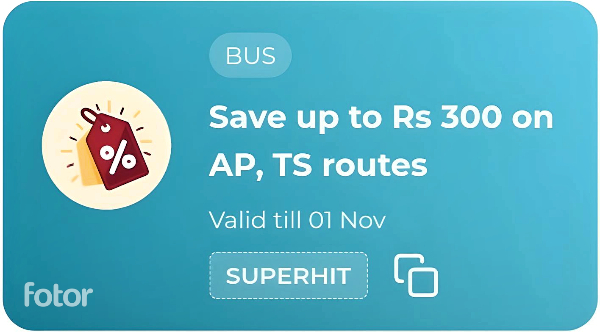 BUS
Save up to Rs 300 on
AP, TS routes
Valid till 01 Nov
SUPERHIT
fotor